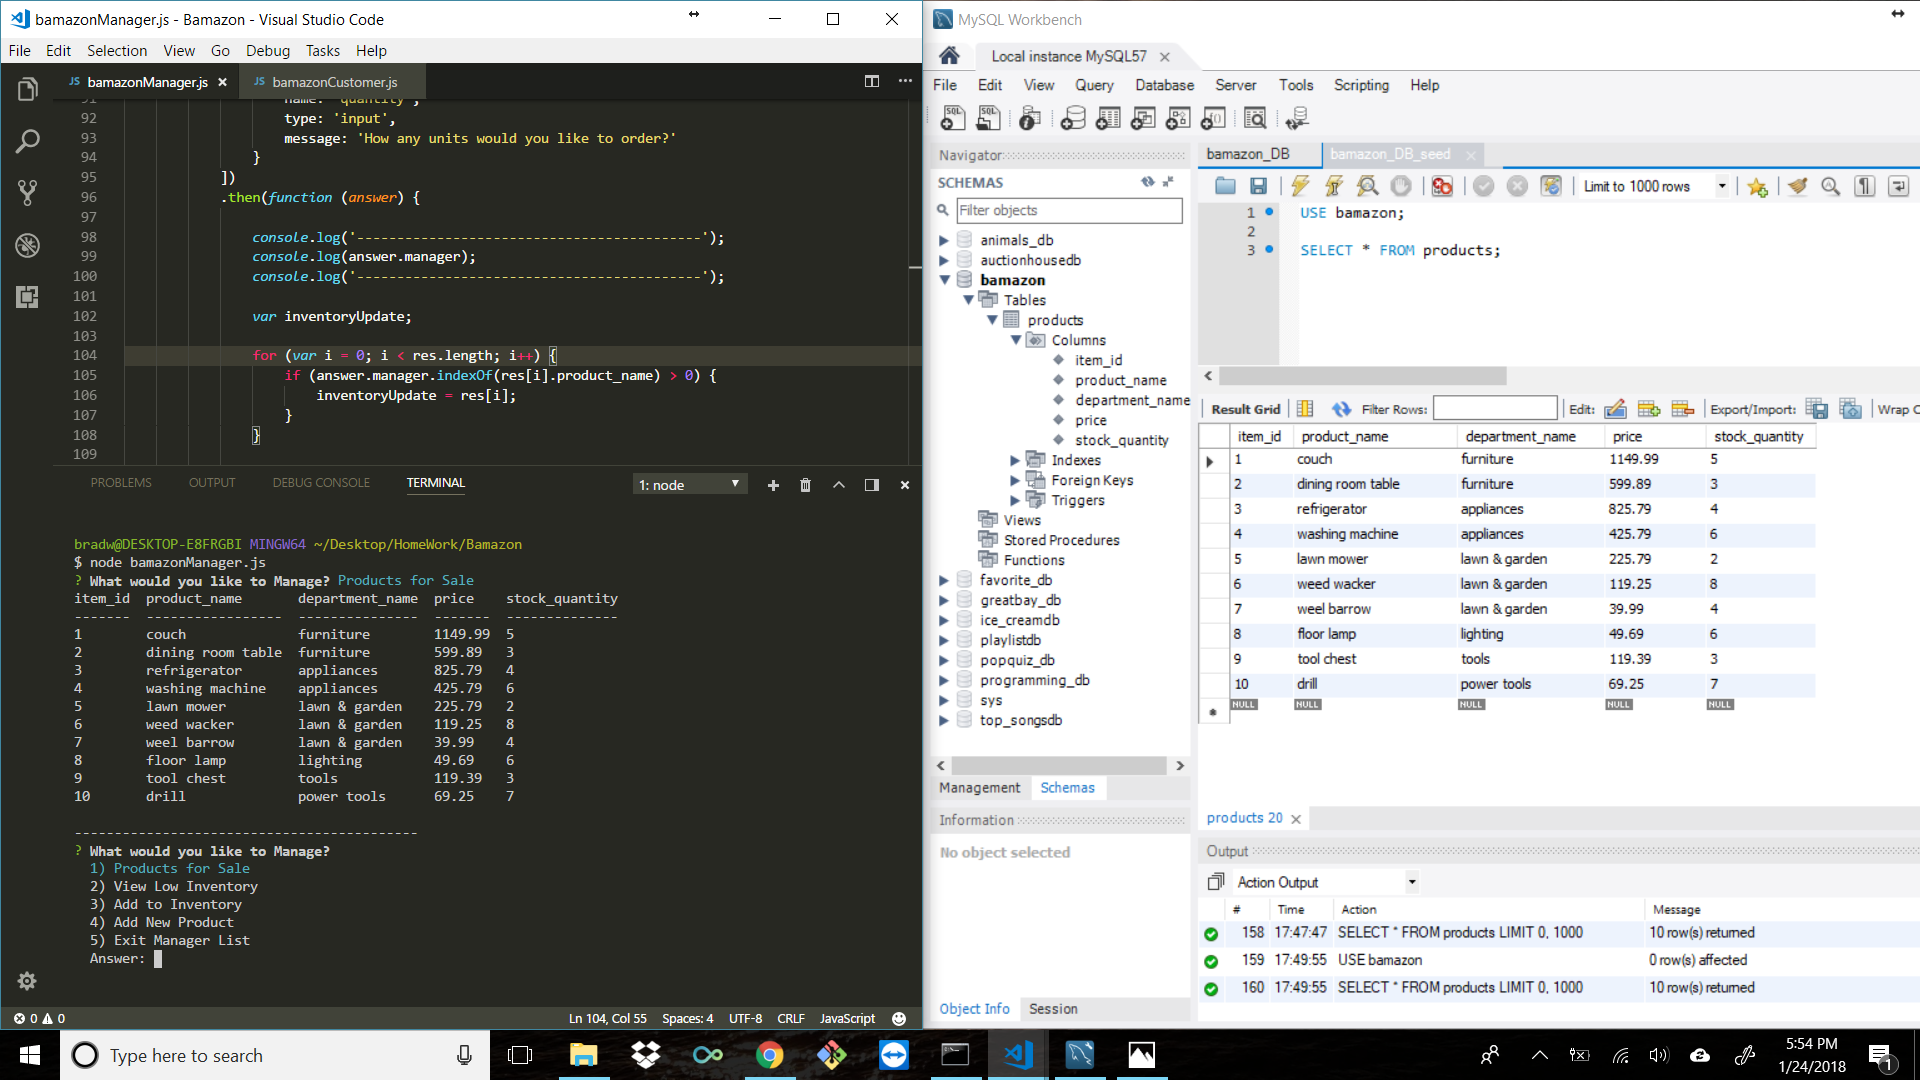 bamazonManager.js - Bamazon - Visual Studio Code
File Edit Selection View Go Debug Tasks Help
JS bamazonManager.js × JS bamazonCustomer.js
91 name: 'quantity',
92 type: 'input',
93 message: 'How any units would you like to order?'
94 }
95 ])
96 .then(function (answer) {
97
98 console.log('-------------------------------------------');
99 console.log(answer.manager);
100 console.log('-------------------------------------------');
101
102 var inventoryUpdate;
103
104 for (var i = 0; i < res.length; i++) {
105 if (answer.manager.indexOf(res[i].product_name) > 0) {
106 inventoryUpdate = res[i];
107 }
108 }
109
PROBLEMS OUTPUT DEBUG CONSOLE TERMINAL 1: node
bradw@DESKTOP-E8FRGBI MINGW64 ~/Desktop/HomeWork/Bamazon
$ node bamazonManager.js
? What would you like to Manage? Products for Sale
item_id product_name department_name price stock_quantity
------- ----------------- --------------- ------- --------------
1 couch furniture 1149.99 5
2 dining room table furniture 599.89 3
3 refrigerator appliances 825.79 4
4 washing machine appliances 425.79 6
5 lawn mower lawn & garden 225.79 2
6 weed wacker lawn & garden 119.25 8
7 weel barrow lawn & garden 39.99 4
8 floor lamp lighting 49.69 6
9 tool chest tools 119.39 3
10 drill power tools 69.25 7
-------------------------------------------
? What would you like to Manage?
1) Products for Sale
2) View Low Inventory
3) Add to Inventory
4) Add New Product
5) Exit Manager List
Answer:
0 0 Ln 104, Col 55 Spaces: 4 UTF-8 CRLF JavaScript
MySQL Workbench
Local instance MySQL57 ×
File Edit View Query Database Server Tools Scripting Help
Navigator
SCHEMAS
Filter objects
animals_db
auctionhousedb
bamazon
Tables
products
Columns
item_id
product_name
department_name
price
stock_quantity
Indexes
Foreign Keys
Triggers
Views
Stored Procedures
Functions
favorite_db
greatbay_db
ice_creamdb
playlistdb
popquiz_db
programming_db
sys
top_songsdb
Management Schemas
Information
No object selected
Object Info Session
bamazon_DB bamazon_DB_seed ×
Limit to 1000 rows
1 USE bamazon;
2
3 SELECT * FROM products;
Result Grid Filter Rows: Edit: Export/Import: Wrap C
item_id product_name department_name price stock_quantity
1 couch furniture 1149.99 5
2 dining room table furniture 599.89 3
3 refrigerator appliances 825.79 4
4 washing machine appliances 425.79 6
5 lawn mower lawn & garden 225.79 2
6 weed wacker lawn & garden 119.25 8
7 weel barrow lawn & garden 39.99 4
8 floor lamp lighting 49.69 6
9 tool chest tools 119.39 3
10 drill power tools 69.25 7
NULL NULL NULL NULL NULL
products 20 ×
Output
Action Output
# Time Action Message
158 17:47:47 SELECT * FROM products LIMIT 0, 1000 10 row(s) returned
159 17:49:55 USE bamazon 0 row(s) affected
160 17:49:55 SELECT * FROM products LIMIT 0, 1000 10 row(s) returned
Type here to search
5:54 PM
1/24/2018
1